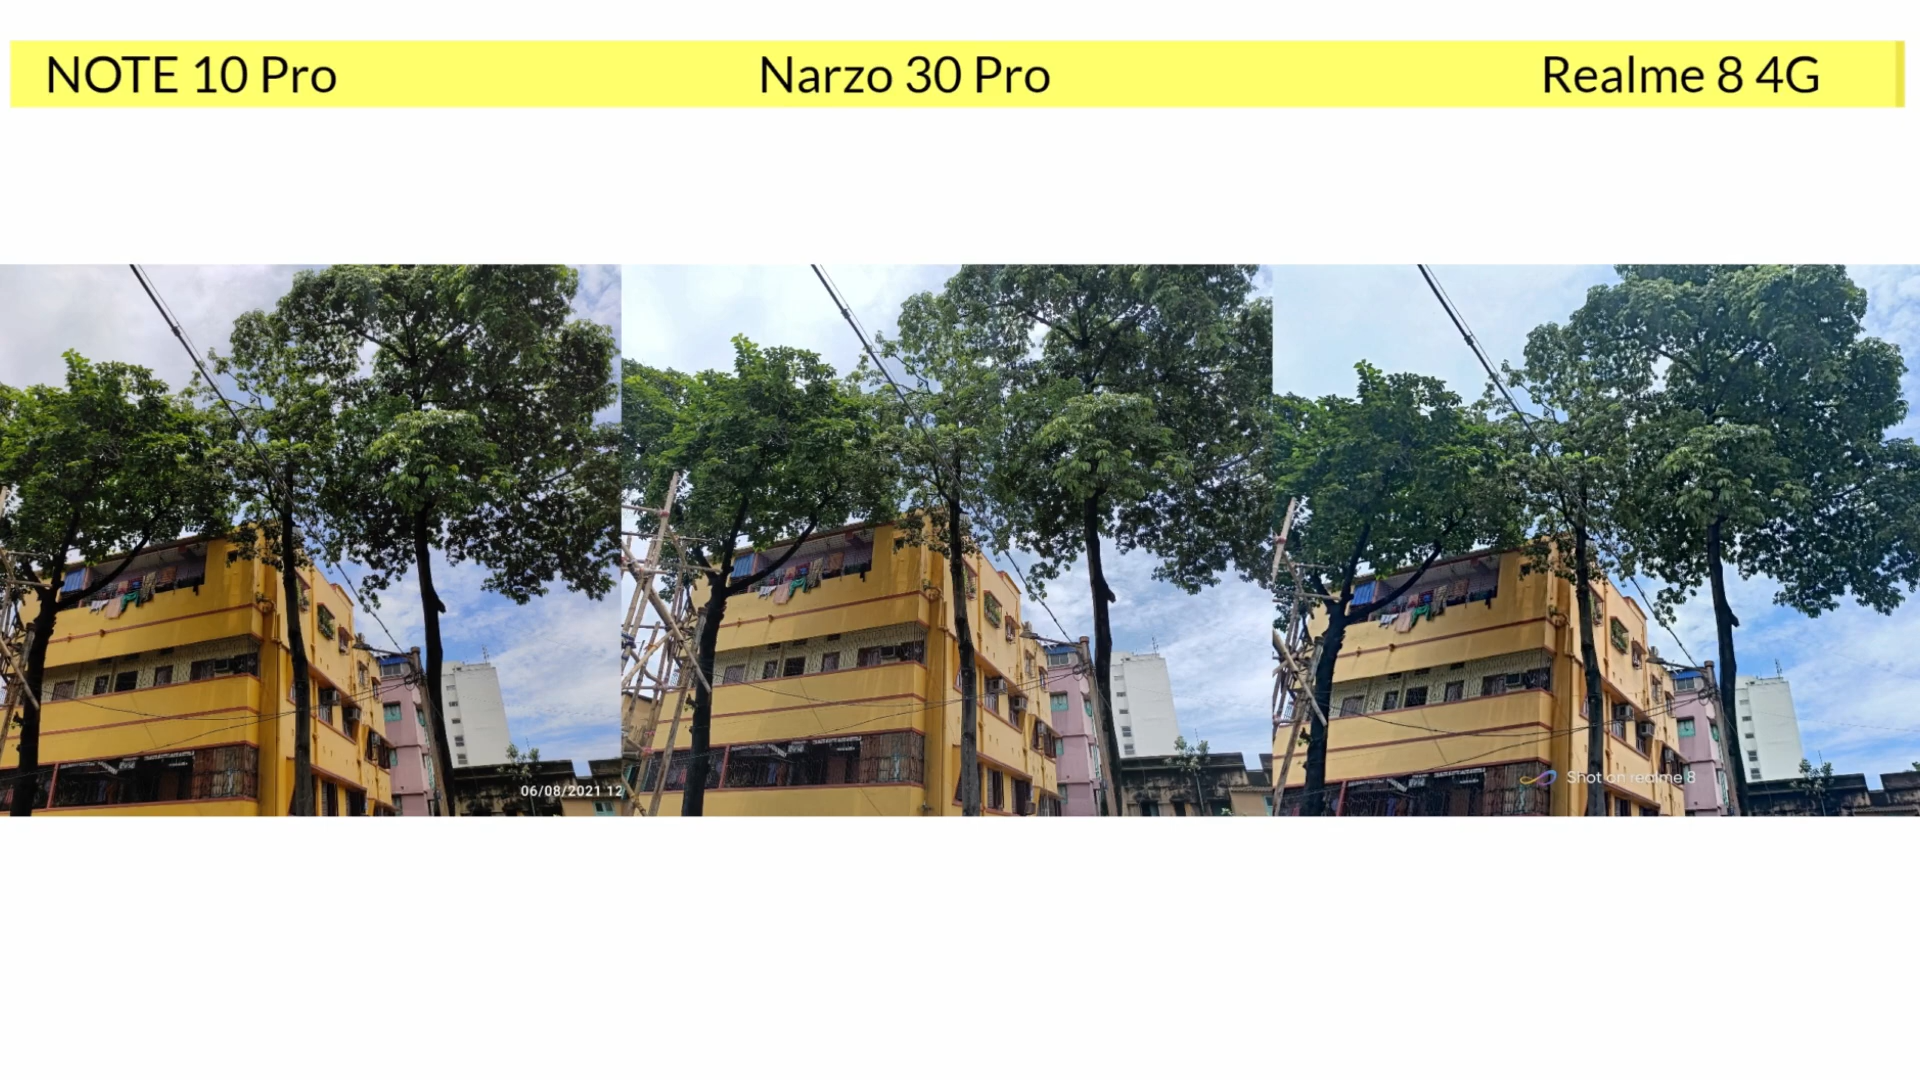 NOTE 10 Pro
Narzo 30 Pro
Realme 8 4G
06/08/2021 12
Shot on realme 8